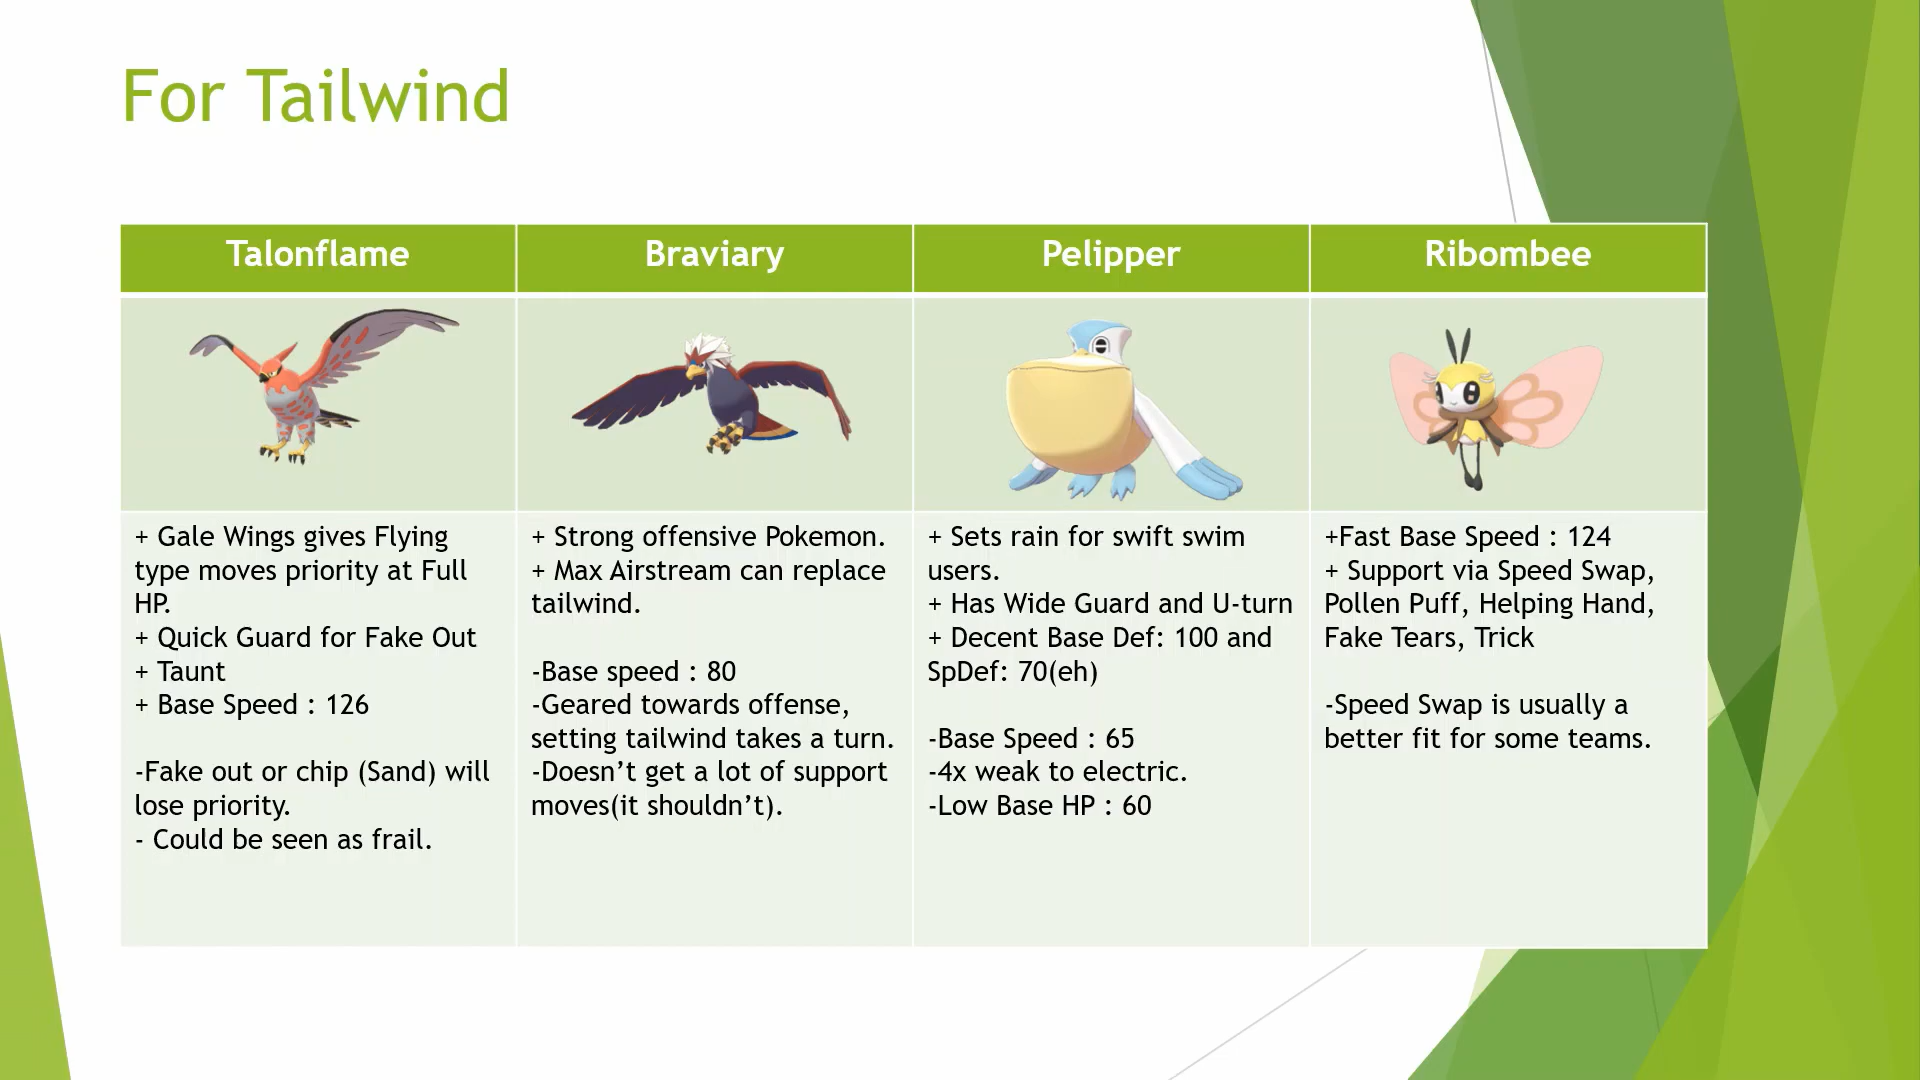 For Tailwind
Talonflame
Braviary
Pelipper
Ribombee
+ Gale Wings gives Flying
type moves priority at Full
HP.
+ Quick Guard for Fake Out
+ Taunt
+ Base Speed : 126
-Fake out or chip (Sand) will
lose priority.
- Could be seen as frail.
+ Strong offensive Pokemon.
+ Max Airstream can replace
tailwind.
-Base speed : 80
-Geared towards offense,
setting tailwind takes a turn.
-Doesn’t get a lot of support
moves(it shouldn’t).
+ Sets rain for swift swim
users.
+ Has Wide Guard and U-turn
+ Decent Base Def: 100 and
SpDef: 70(eh)
-Base Speed : 65
-4x weak to electric.
-Low Base HP : 60
+Fast Base Speed : 124
+ Support via Speed Swap,
Pollen Puff, Helping Hand,
Fake Tears, Trick
-Speed Swap is usually a
better fit for some teams.